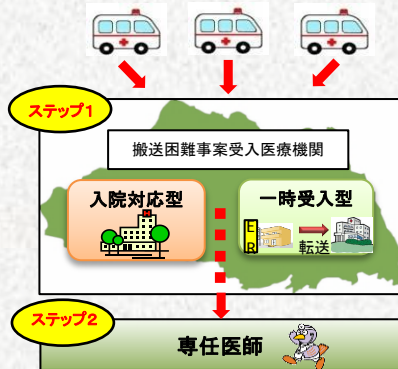 ステップ1
搬送困難事案受入医療機関
入院対応型
一時受入型
ER
転送
ステップ2
専任医師